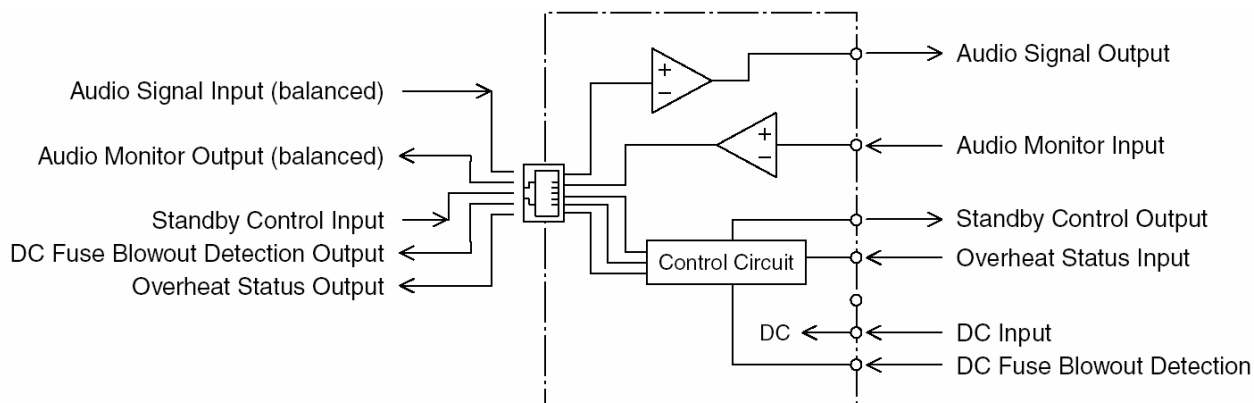 Audio Signal Input (balanced)
Audio Monitor Output (balanced)
Standby Control Input
DC Fuse Blowout Detection Output
Overheat Status Output
+
−
+
−
Control Circuit
DC
Audio Signal Output
Audio Monitor Input
Standby Control Output
Overheat Status Input
DC Input
DC Fuse Blowout Detection